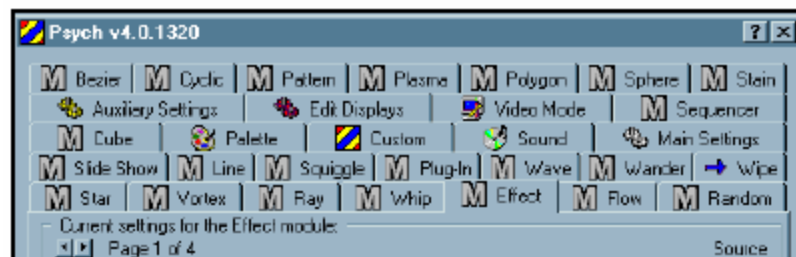 Psych v4.0.1320
Bezier Cyclic Pattern Plasma Polygon Sphere Stain
Auxiliary Settings Edit Displays Video Mode Sequencer
Cube Palette Custom Sound Main Settings
Slide Show Line Squiggle Plug-In Wave Wander Wipe
Star Vortex Ray Whip Effect Flow Random
Current settings for the Effect module:
Page 1 of 4 Source